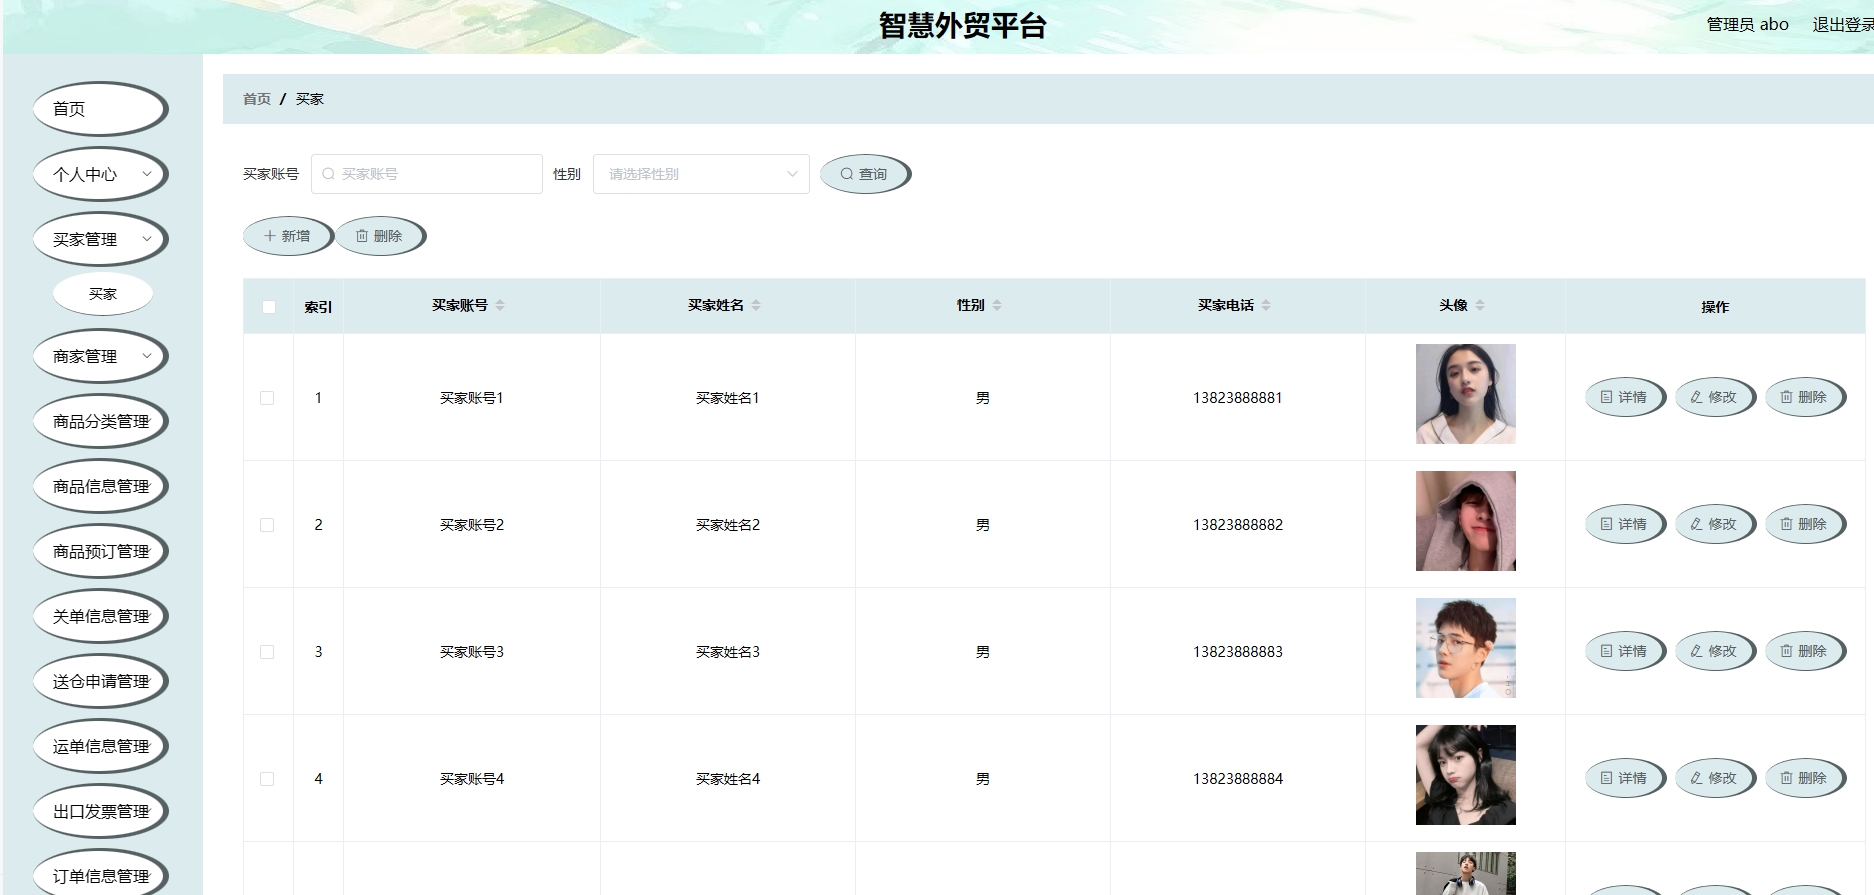 智慧外贸平台
管理员 abo 退出登录
首页
个人中心
买家管理
买家
商家管理
商品分类管理
商品信息管理
商品预订管理
关单信息管理
送仓申请管理
运单信息管理
出口发票管理
订单信息管理
首页 / 买家
买家账号 买家账号 性别 请选择性别 查询
新增 删除
索引 买家账号 买家姓名 性别 买家电话 头像 操作
1 买家账号1 买家姓名1 男 13823888881 详情 修改 删除
2 买家账号2 买家姓名2 男 13823888882 详情 修改 删除
3 买家账号3 买家姓名3 男 13823888883 详情 修改 删除
4 买家账号4 买家姓名4 男 13823888884 详情 修改 删除